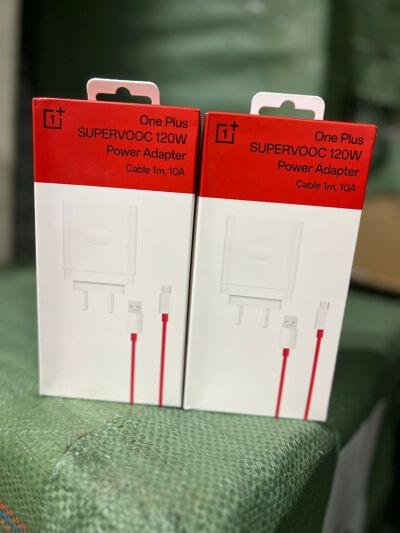 1+
One Plus
SUPERVOOC 120W
Power Adapter
Cable 1m, 10A
1+
One Plus
SUPERVOOC 120W
Power Adapter
Cable 1m, 10A